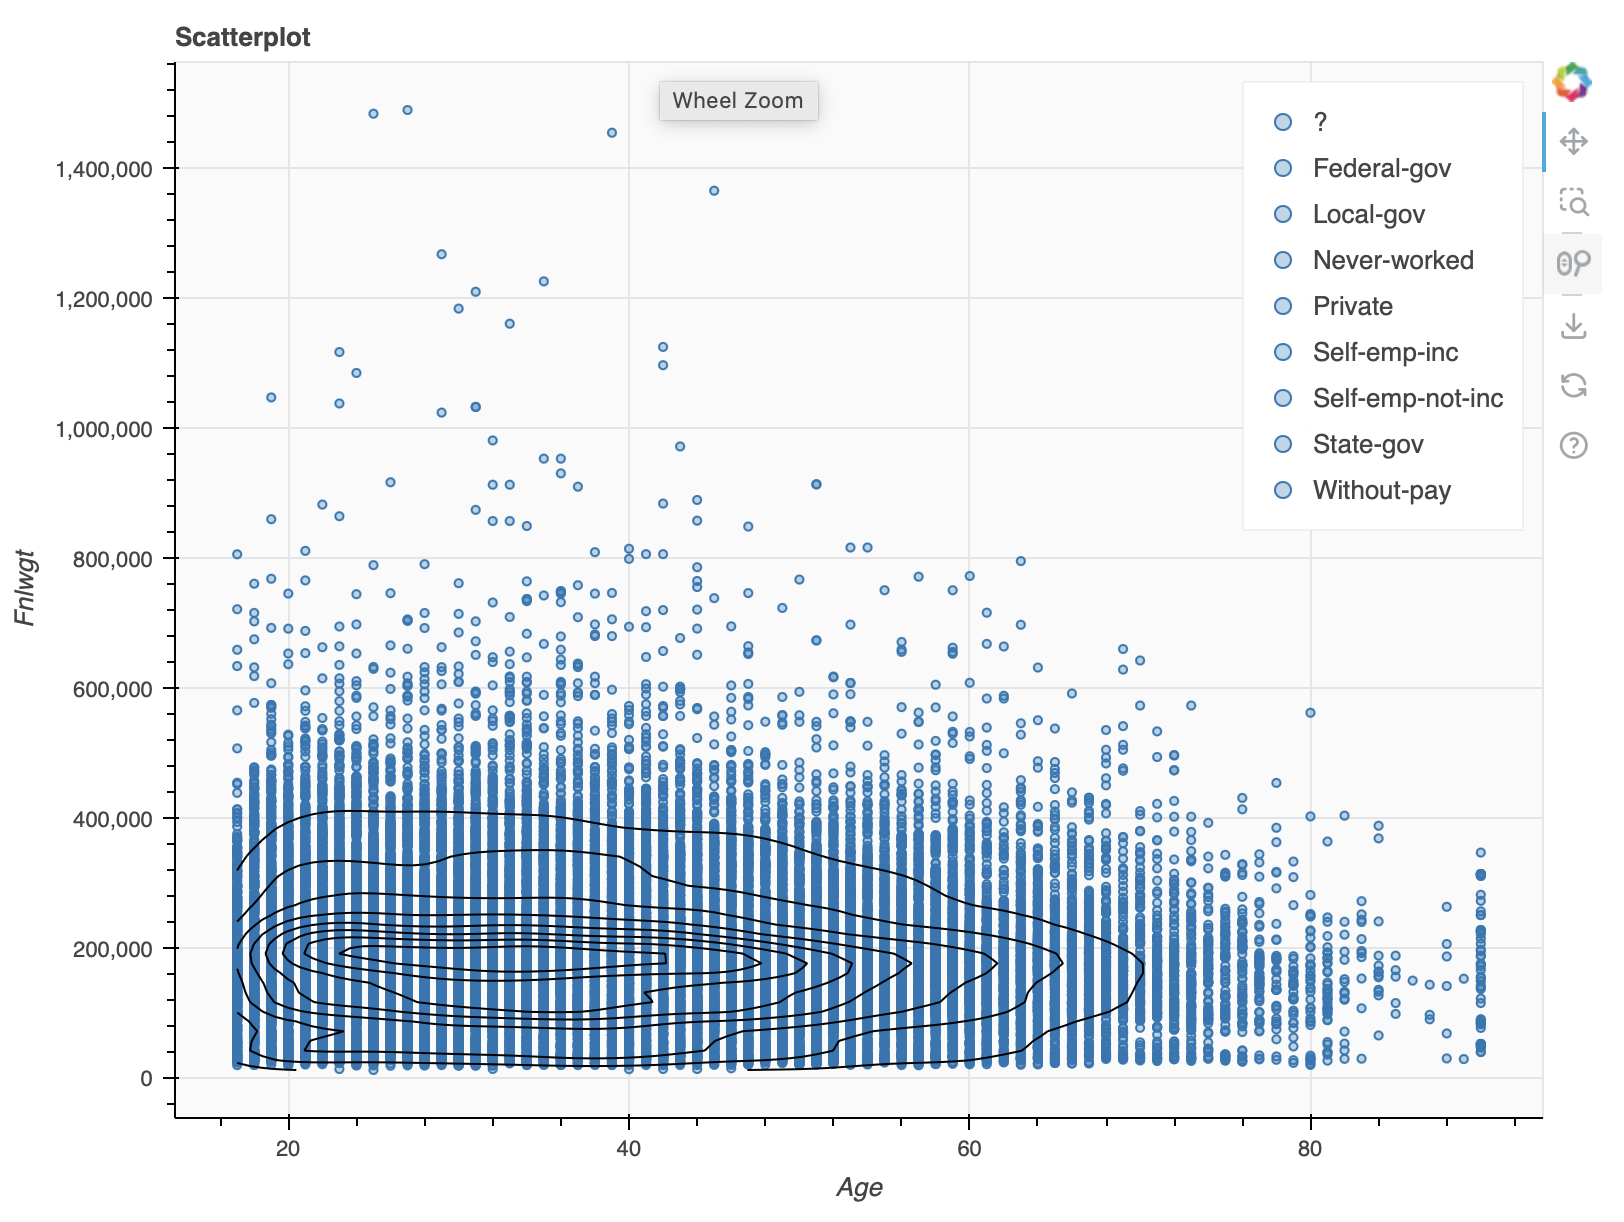 Scatterplot
Wheel Zoom
?
Federal-gov
Local-gov
Never-worked
Private
Self-emp-inc
Self-emp-not-inc
State-gov
Without-pay
1,400,000
1,200,000
1,000,000
800,000
600,000
400,000
200,000
0
Fnlwgt
20 40 60 80
Age